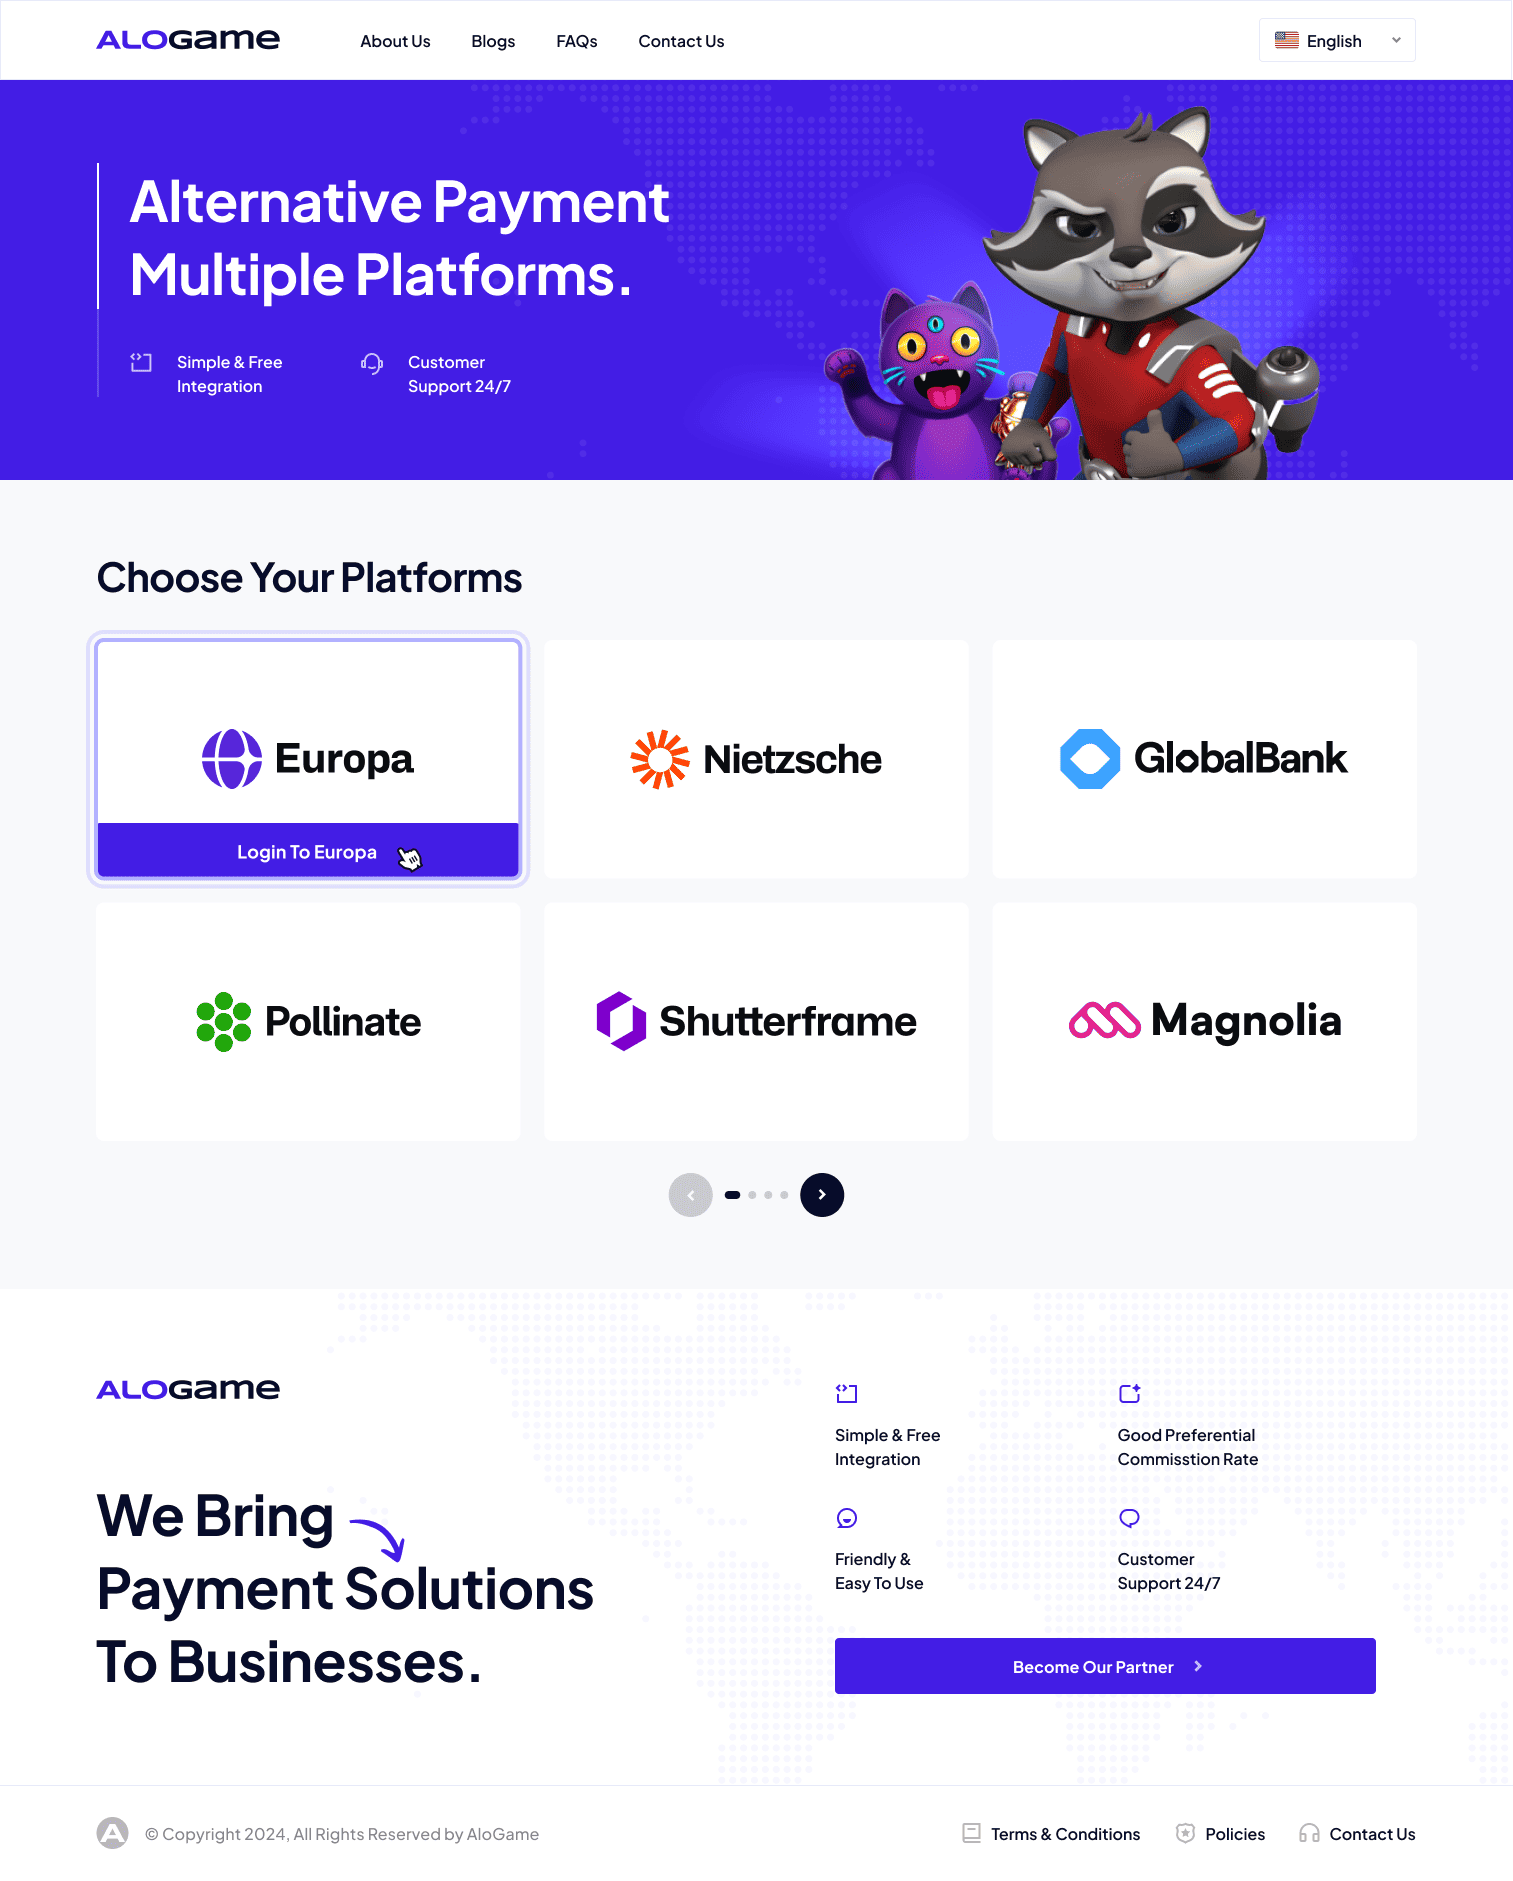 ALOGame
About Us
Blogs
FAQs
Contact Us
English
Alternative Payment
Multiple Platforms.
Simple & Free
Integration
Customer
Support 24/7
Choose Your Platforms
Europa
Login To Europa
Nietzsche
GlobalBank
Pollinate
Shutterframe
Magnolia
ALOGame
We Bring
Payment Solutions
To Businesses.
Simple & Free
Integration
Good Preferential
Commisstion Rate
Friendly &
Easy To Use
Customer
Support 24/7
Become Our Partner
A
© Copyright 2024, All Rights Reserved by AloGame
Terms & Conditions
Policies
Contact Us